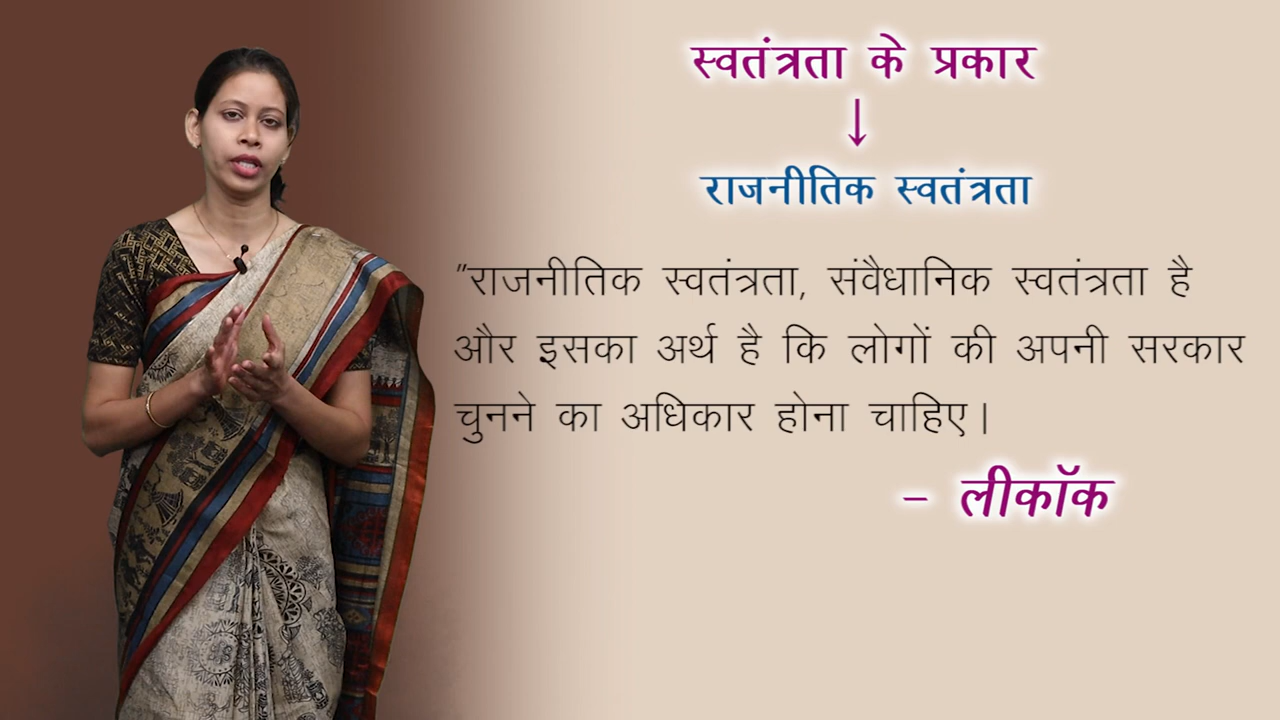 स्वतंत्रता के प्रकार
↓
राजनीतिक स्वतंत्रता
"राजनीतिक स्वतंत्रता, संवैधानिक स्वतंत्रता है
और इसका अर्थ है कि लोगों की अपनी सरकार
चुनने का अधिकार होना चाहिए।
– लीकॉक